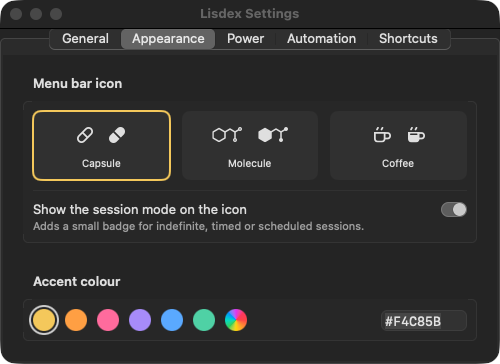 Lisdex Settings
General Appearance Power Automation Shortcuts
Menu bar icon
Capsule Molecule Coffee
Show the session mode on the icon
Adds a small badge for indefinite, timed or scheduled sessions.
Accent colour
#F4C85B